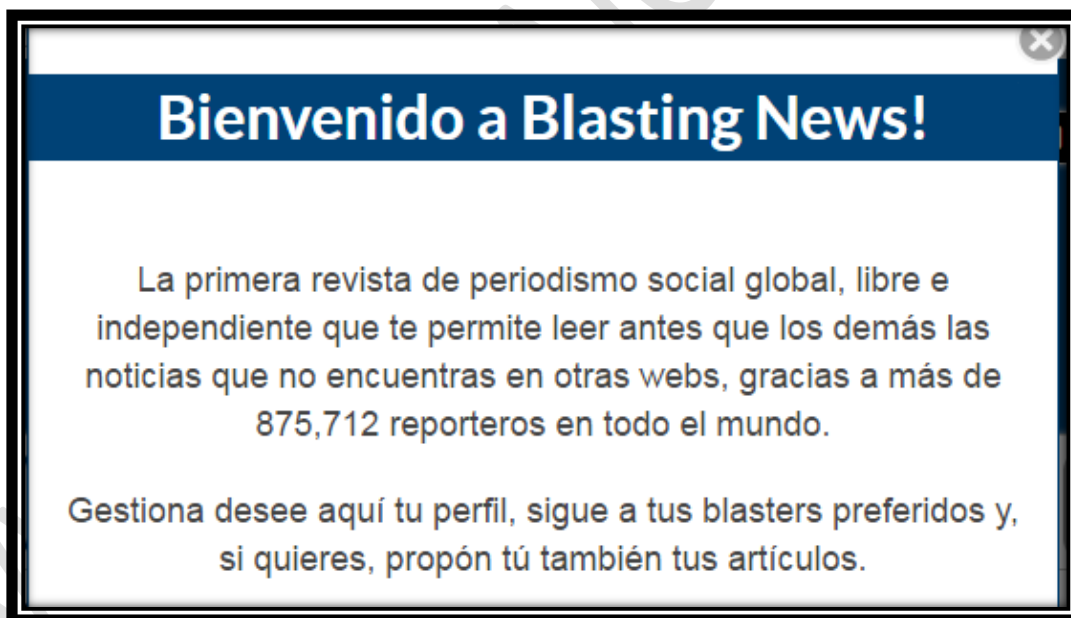 Bienvenido a Blasting News!
La primera revista de periodismo social global, libre e
independiente que te permite leer antes que los demás las
noticias que no encuentras en otras webs, gracias a más de
875,712 reporteros en todo el mundo.
Gestiona desee aquí tu perfil, sigue a tus blasters preferidos y,
si quieres, propón tú también tus artículos.